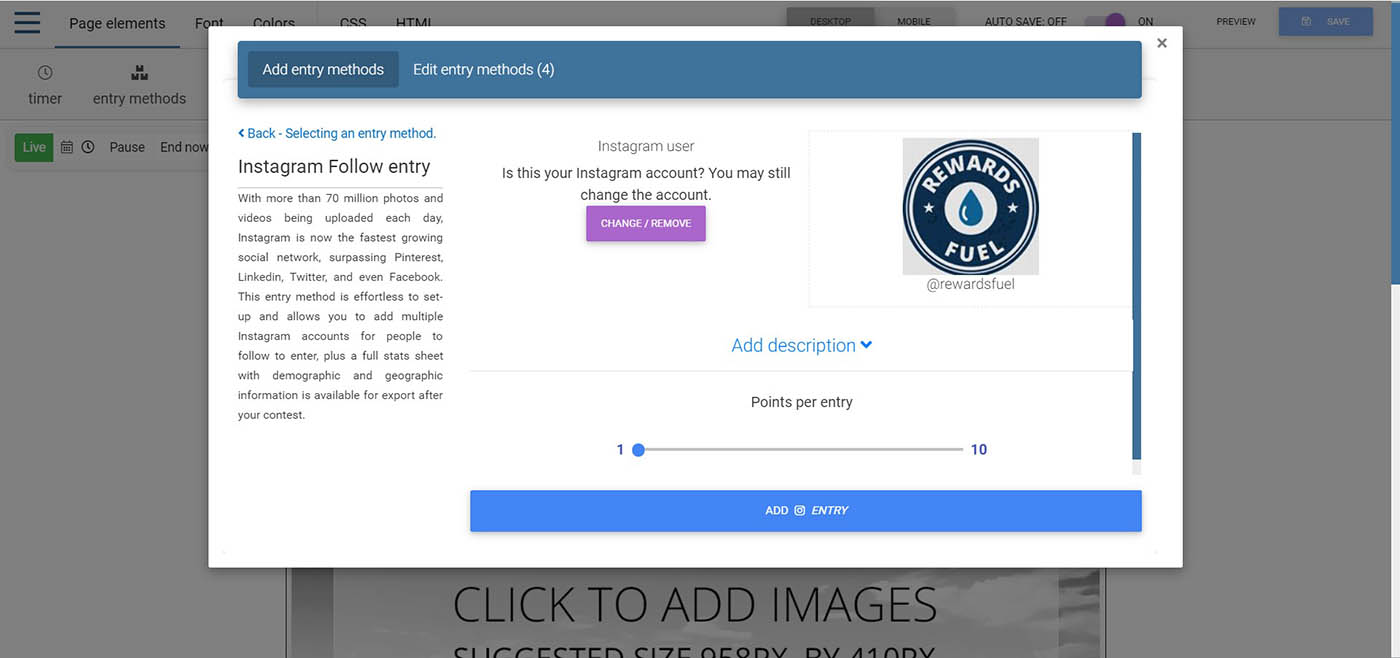 Page elements
Font
Colors
CSS
HTML
DESKTOP
MOBILE
AUTO SAVE: OFF
ON
PREVIEW
SAVE
timer
entry methods
Live
Pause
End now
Add entry methods
Edit entry methods (4)
×
Back - Selecting an entry method.
Instagram Follow entry
With more than 70 million photos and
videos being uploaded each day,
Instagram is now the fastest growing
social network, surpassing Pinterest,
Linkedin, Twitter, and even Facebook.
This entry method is effortless to set-
up and allows you to add multiple
Instagram accounts for people to
follow to enter, plus a full stats sheet
with demographic and geographic
information is available for export after
your contest.
Instagram user
Is this your Instagram account? You may still
change the account.
CHANGE / REMOVE
REWARDS
FUEL
@rewardsfuel
Add description
Points per entry
1
10
ADD ENTRY
CLICK TO ADD IMAGES
SUGGESTED SIZE 958PX. BY 410PX